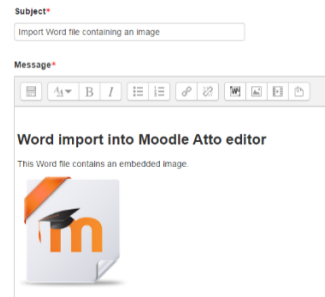 Subject*
Import Word file containing an image
Message*
B I
Word import into Moodle Atto editor
This Word file contains an embedded image.
m